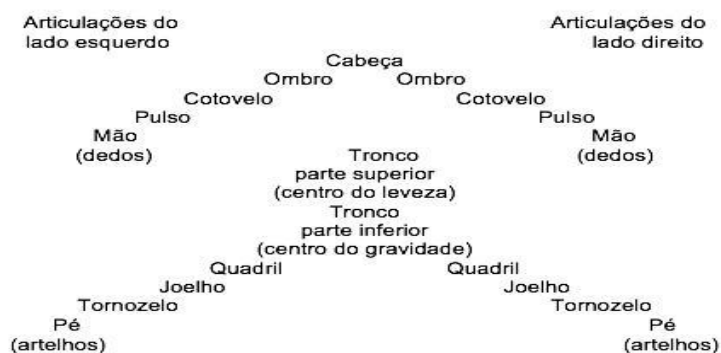 Articulações do Articulações do
lado esquerdo lado direito
Cabeça
Ombro Ombro
Cotovelo Cotovelo
Pulso Pulso
Mão Mão
(dedos) (dedos)
Tronco
parte superior
(centro do leveza)
Tronco
parte inferior
(centro do gravidade)
Quadril Quadril
Joelho Joelho
Tornozelo Tornozelo
Pé Pé
(artelhos) (artelhos)